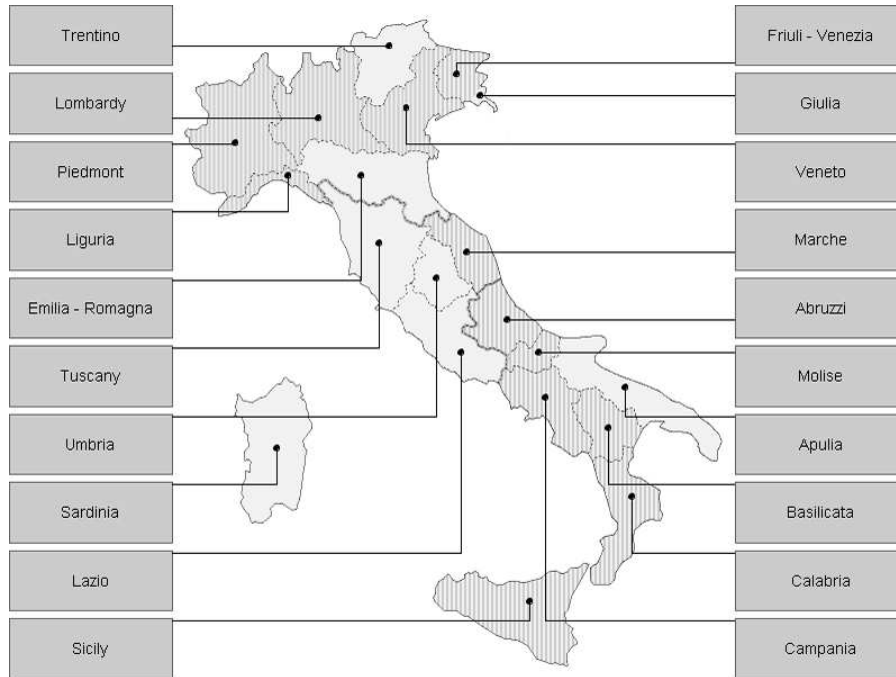 Trentino
Lombardy
Piedmont
Liguria
Emilia - Romagna
Tuscany
Umbria
Sardinia
Lazio
Sicily
Friuli - Venezia
Giulia
Veneto
Marche
Abruzzi
Molise
Apulia
Basilicata
Calabria
Campania